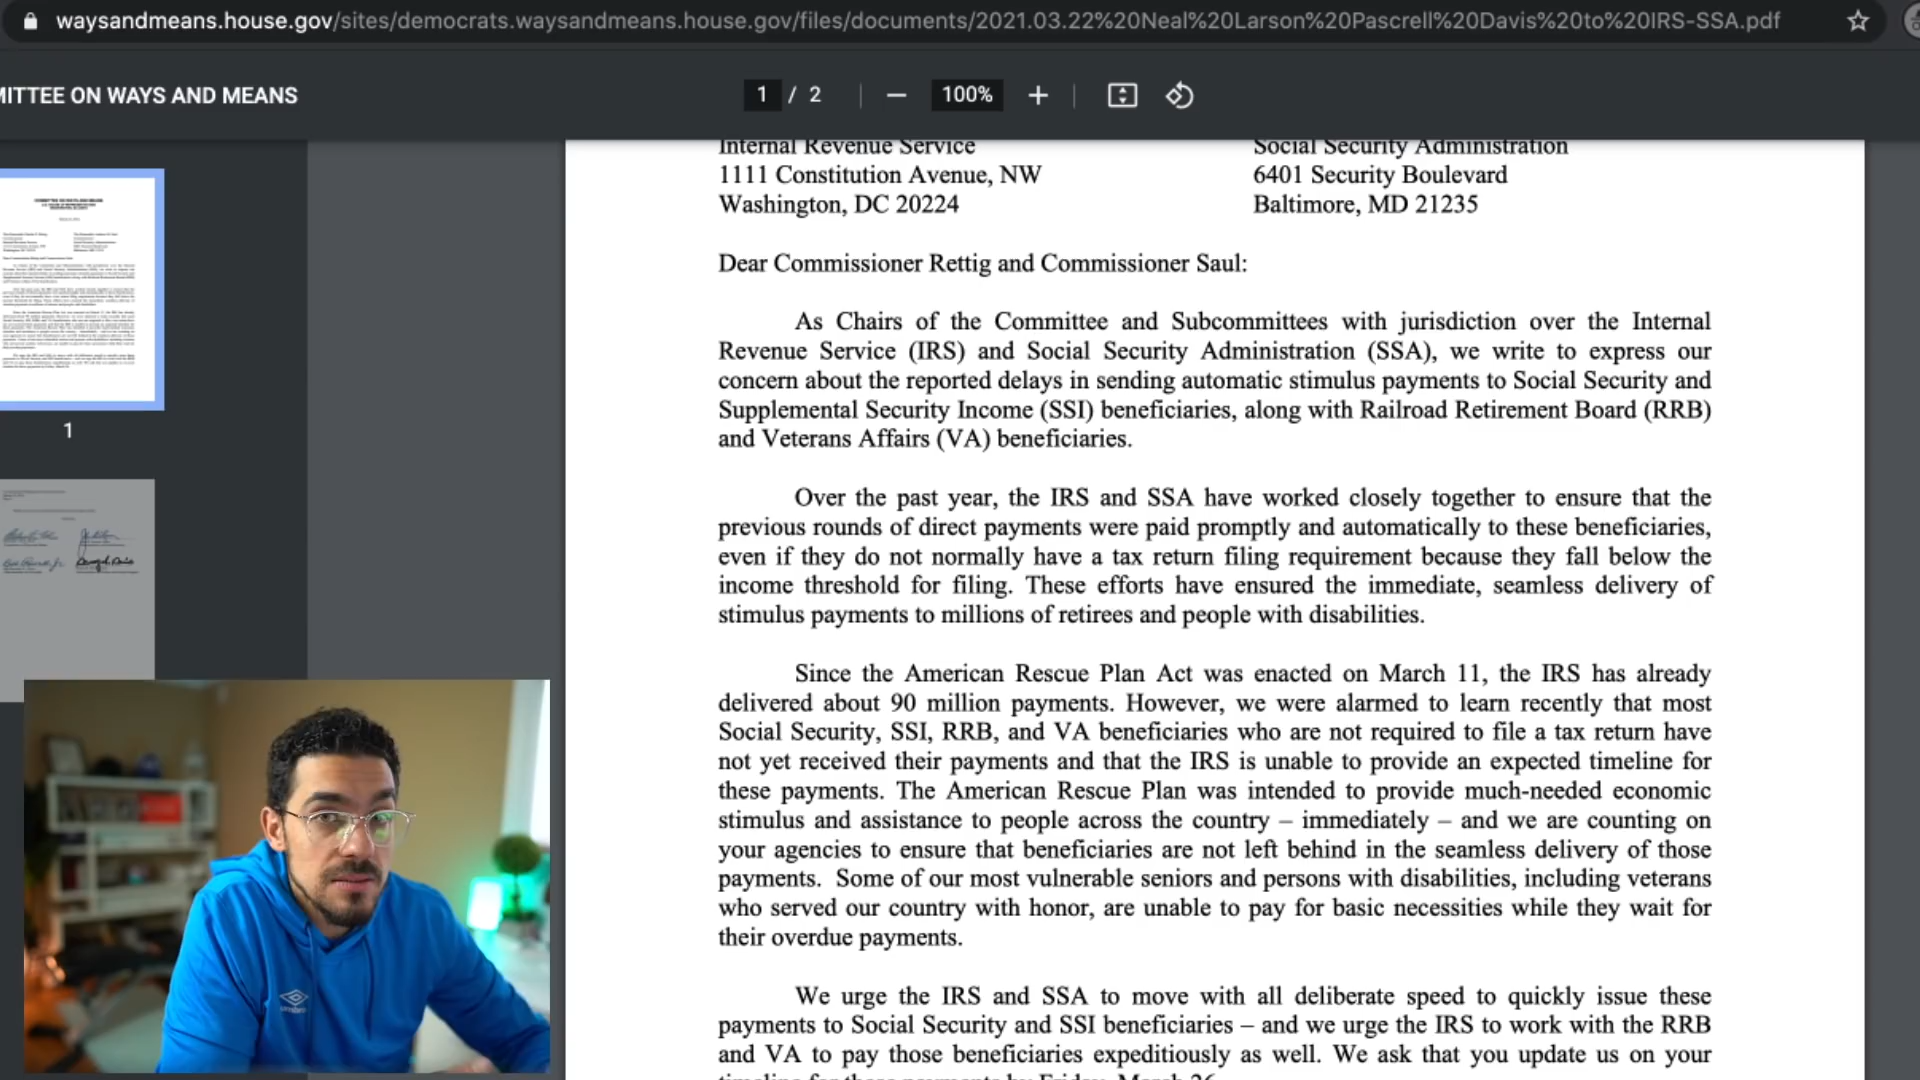 waysandmeans.house.gov/sites/democrats.waysandmeans.house.gov/files/documents/2021.03.22%20Neal%20Larson%20Pascrell%20Davis%20to%20IRS-SSA.pdf
MITTEE ON WAYS AND MEANS
1 / 2
100%
Internal Revenue Service
1111 Constitution Avenue, NW
Washington, DC 20224
Social Security Administration
6401 Security Boulevard
Baltimore, MD 21235
Dear Commissioner Rettig and Commissioner Saul:
As Chairs of the Committee and Subcommittees with jurisdiction over the Internal
Revenue Service (IRS) and Social Security Administration (SSA), we write to express our
concern about the reported delays in sending automatic stimulus payments to Social Security and
Supplemental Security Income (SSI) beneficiaries, along with Railroad Retirement Board (RRB)
and Veterans Affairs (VA) beneficiaries.
Over the past year, the IRS and SSA have worked closely together to ensure that the
previous rounds of direct payments were paid promptly and automatically to these beneficiaries,
even if they do not normally have a tax return filing requirement because they fall below the
income threshold for filing. These efforts have ensured the immediate, seamless delivery of
stimulus payments to millions of retirees and people with disabilities.
Since the American Rescue Plan Act was enacted on March 11, the IRS has already
delivered about 90 million payments. However, we were alarmed to learn recently that most
Social Security, SSI, RRB, and VA beneficiaries who are not required to file a tax return have
not yet received their payments and that the IRS is unable to provide an expected timeline for
these payments. The American Rescue Plan was intended to provide much-needed economic
stimulus and assistance to people across the country – immediately – and we are counting on
your agencies to ensure that beneficiaries are not left behind in the seamless delivery of those
payments.  Some of our most vulnerable seniors and persons with disabilities, including veterans
who served our country with honor, are unable to pay for basic necessities while they wait for
their overdue payments.
We urge the IRS and SSA to move with all deliberate speed to quickly issue these
payments to Social Security and SSI beneficiaries – and we urge the IRS to work with the RRB
and VA to pay those beneficiaries expeditiously as well. We ask that you update us on your
timeline for these payments by Friday, March 26
1
umbro